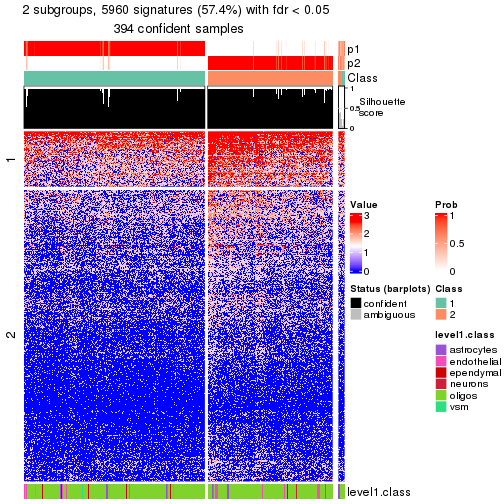 2 subgroups, 5960 signatures (57.4%) with fdr < 0.05
394 confident samples
p1
p2
Class
1
0.5
0
Silhouette
score
1
2
Value
3
2
1
0
Prob
1
0.5
0
Status (barplots)
confident
ambiguous
Class
1
2
level1.class
astrocytes
endothelial
ependymal
neurons
oligos
vsm
level1.class